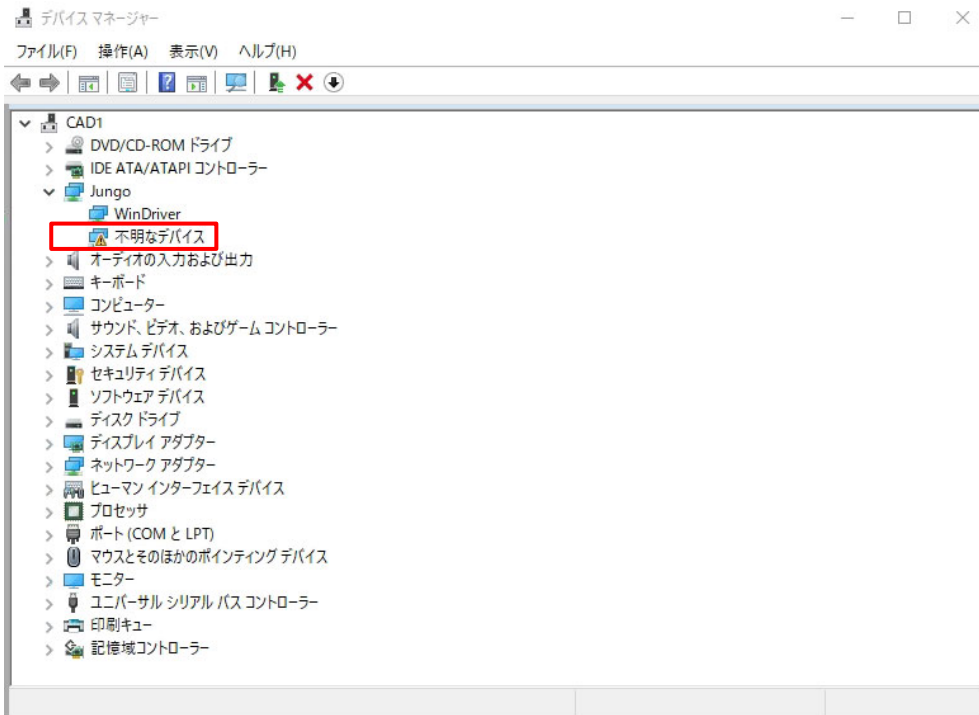 デバイス マネージャー
ファイル(F) 操作(A) 表示(V) ヘルプ(H)
CAD1
DVD/CD-ROM ドライブ
IDE ATA/ATAPI コントローラー
Jungo
WinDriver
不明なデバイス
オーディオの入力および出力
キーボード
コンピューター
サウンド、ビデオ、およびゲーム コントローラー
システム デバイス
セキュリティ デバイス
ソフトウェア デバイス
ディスク ドライブ
ディスプレイ アダプター
ネットワーク アダプター
ヒューマン インターフェイス デバイス
プロセッサ
ポート (COM と LPT)
マウスとそのほかのポインティング デバイス
モニター
ユニバーサル シリアル バス コントローラー
印刷キュー
記憶域コントローラー